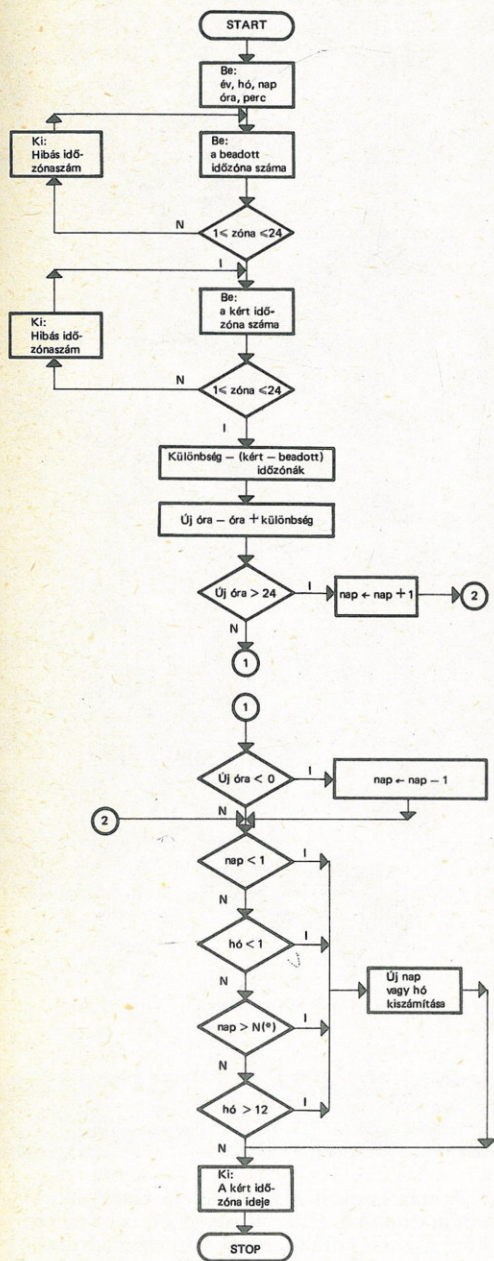 START
Be:
év, hó, nap
óra, perc
Ki:
Hibás idő-
zónaszám
Be:
a beadott
időzóna száma
N
1≤ zóna ≤24
I
Be:
a kért idő-
zóna száma
Ki:
Hibás idő-
zónaszám
N
1≤ zóna ≤24
I
Különbség — (kért — beadott)
időzónák
Új óra — óra + különbség
Új óra > 24
I
nap ← nap + 1
2
N
1
1
Új óra < 0
I
nap ← nap — 1
N
2
nap < 1
I
N
hó < 1
I
N
Új nap
vagy hó
kiszámítása
nap > N(°)
I
N
hó > 12
I
N
Ki:
A kért idő-
zóna ideje
STOP